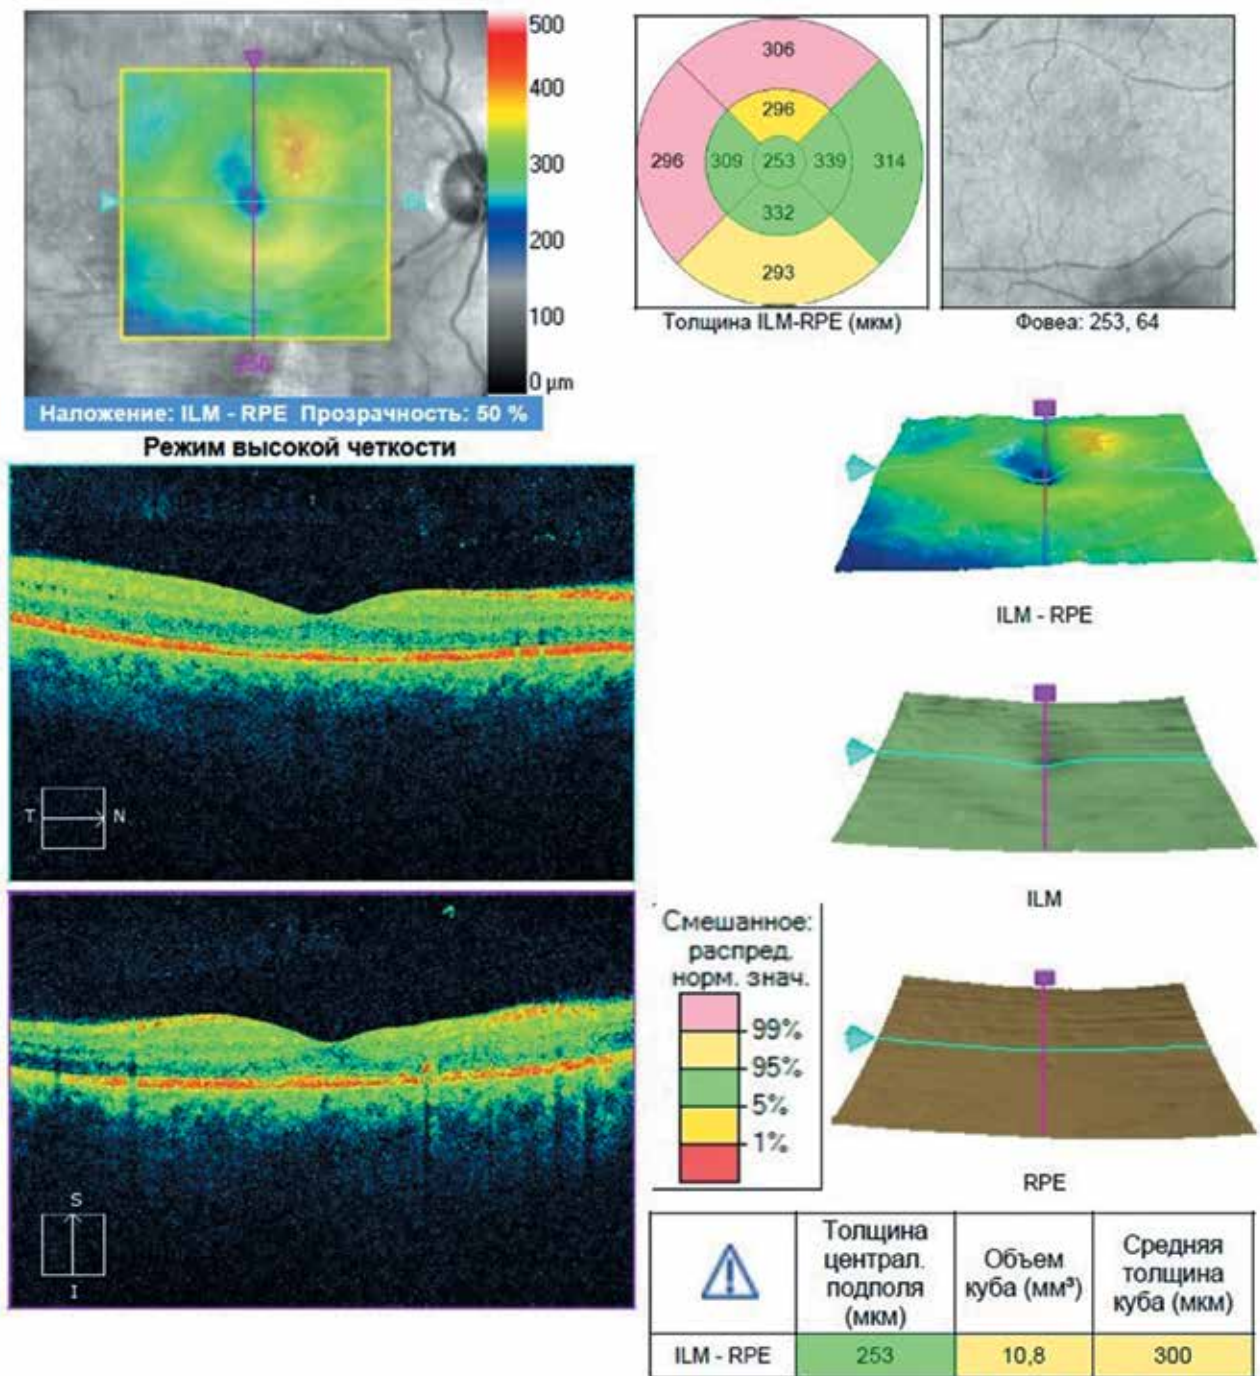 500
400
300
200
100
0 µm
Наложение: ILM - RPE Прозрачность: 50 %
306
296
296
309
253
339
314
332
293
Толщина ILM-RPE (мкм)
Фовеа: 253, 64
Режим высокой четкости
T
N
S
I
ILM - RPE
ILM
RPE
Смешанное:
распред.
норм. знач.
99%
95%
5%
1%
Толщина
централ.
подполя
(мкм)
Объем
куба (мм³)
Средняя
толщина
куба (мкм)
ILM - RPE
253
10,8
300